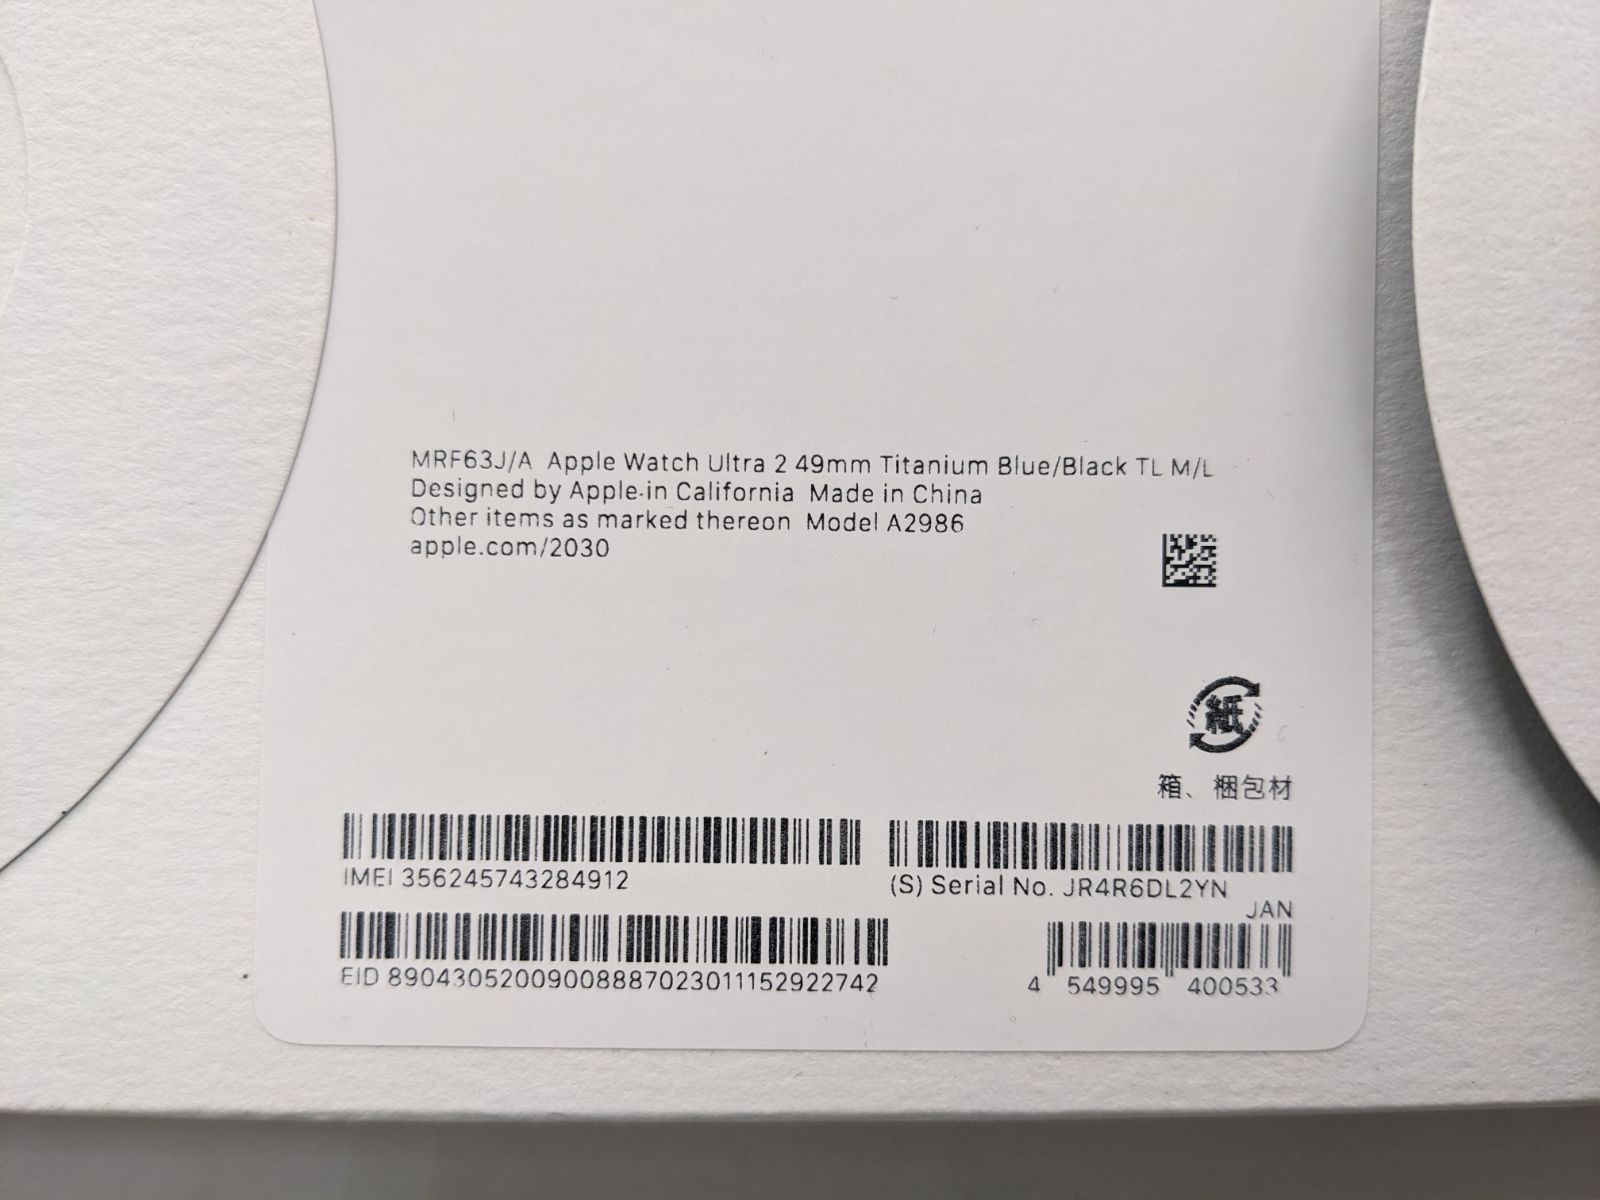 MRF63J/A Apple Watch Ultra 2 49mm Titanium Blue/Black TL M/L
Designed by Apple in California Made in China
Other items as marked thereon Model A2986
apple.com/2030
紙
箱、梱包材
IMEI 356245743284912
(S) Serial No. JR4R6DL2YN
JAN
EID 89043052009008887023011152922742
4 549995 400533